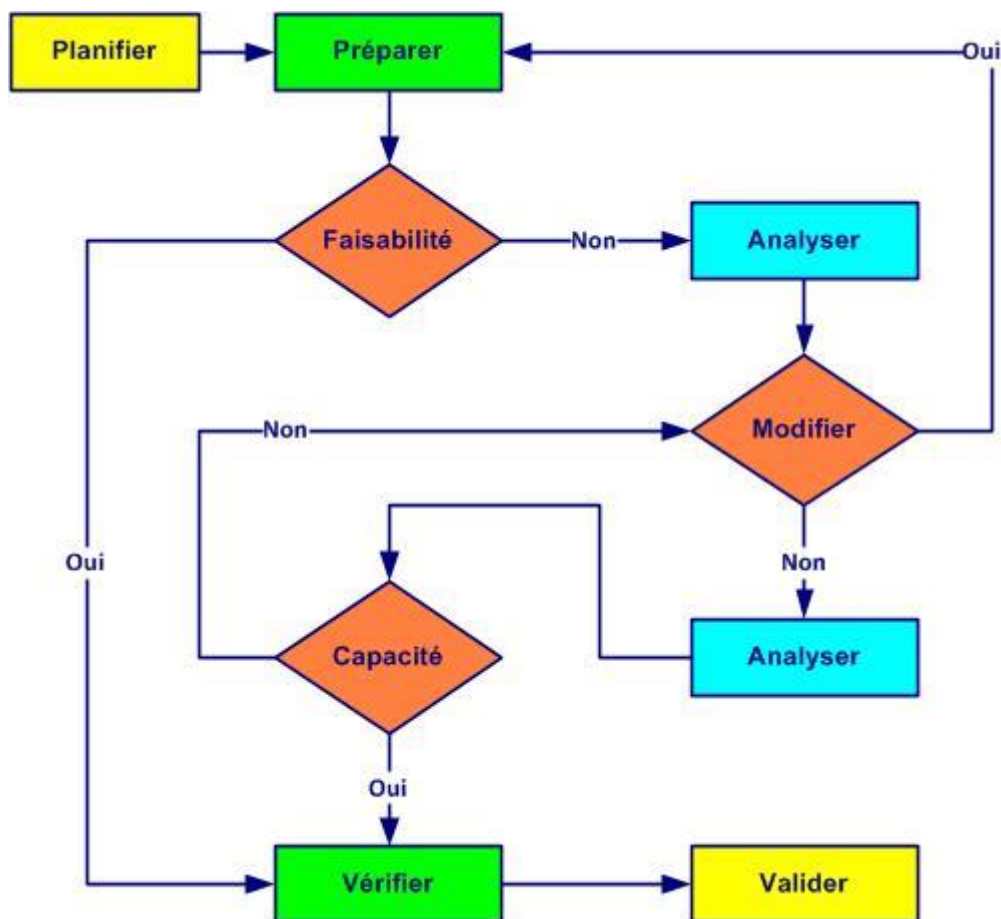 Planifier
Préparer
Oui
Faisabilité
Non
Analyser
Non
Modifier
Oui
Non
Capacité
Analyser
Oui
Vérifier
Valider